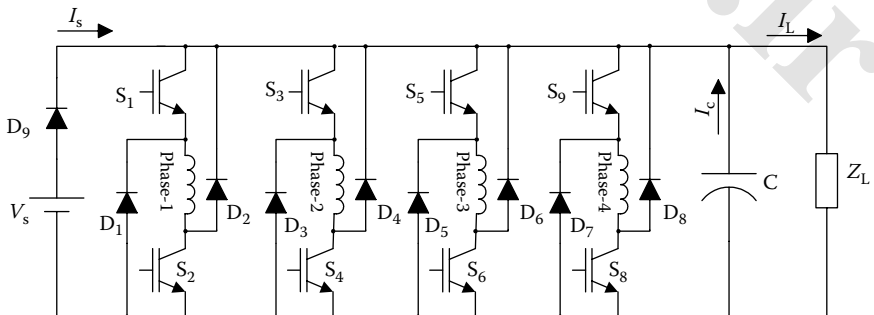 I_s
I_L
S_1
S_3
S_5
S_9
D_9
I_c
Phase-1
Phase-2
Phase-3
Phase-4
V_s
D_1
D_2
D_3
D_4
D_5
D_6
D_7
D_8
C
Z_L
S_2
S_4
S_6
S_8